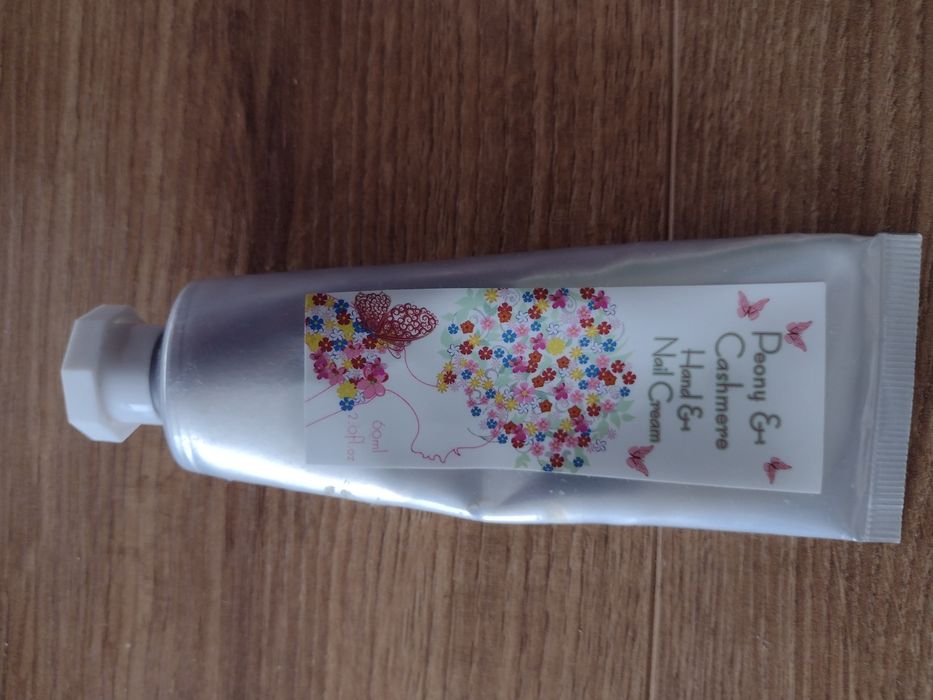 Peony &
Cashmere
Hand &
Nail Cream
60ml
2.0fl oz